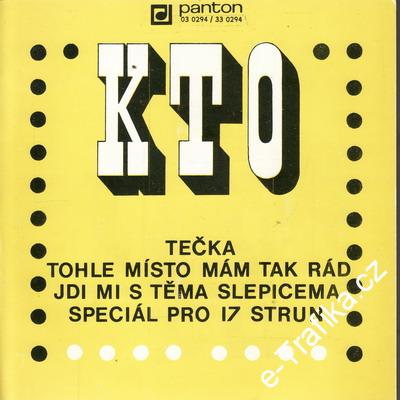 panton
03 0294 / 33 0294
KTO
TEČKA
TOHLE MÍSTO MÁM TAK RÁD
JDI MI S TĚMA SLEPICEMA
SPECIÁL PRO 17 STRUN
e-Trafika.cz